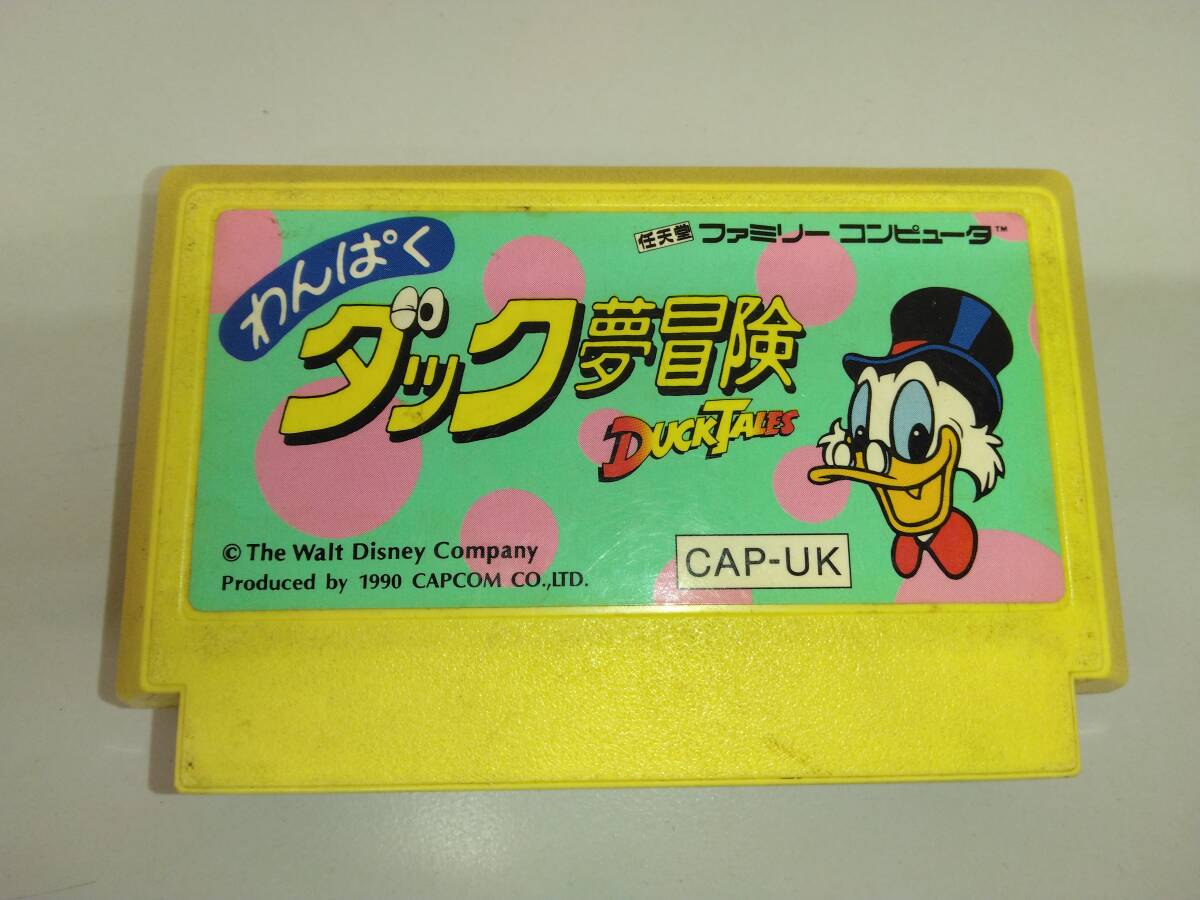 わんぱく
任天堂 ファミリー コンピュータ™
ダック夢冒険
DUCKTALES
© The Walt Disney Company
Produced by 1990 CAPCOM CO.,LTD.
CAP-UK